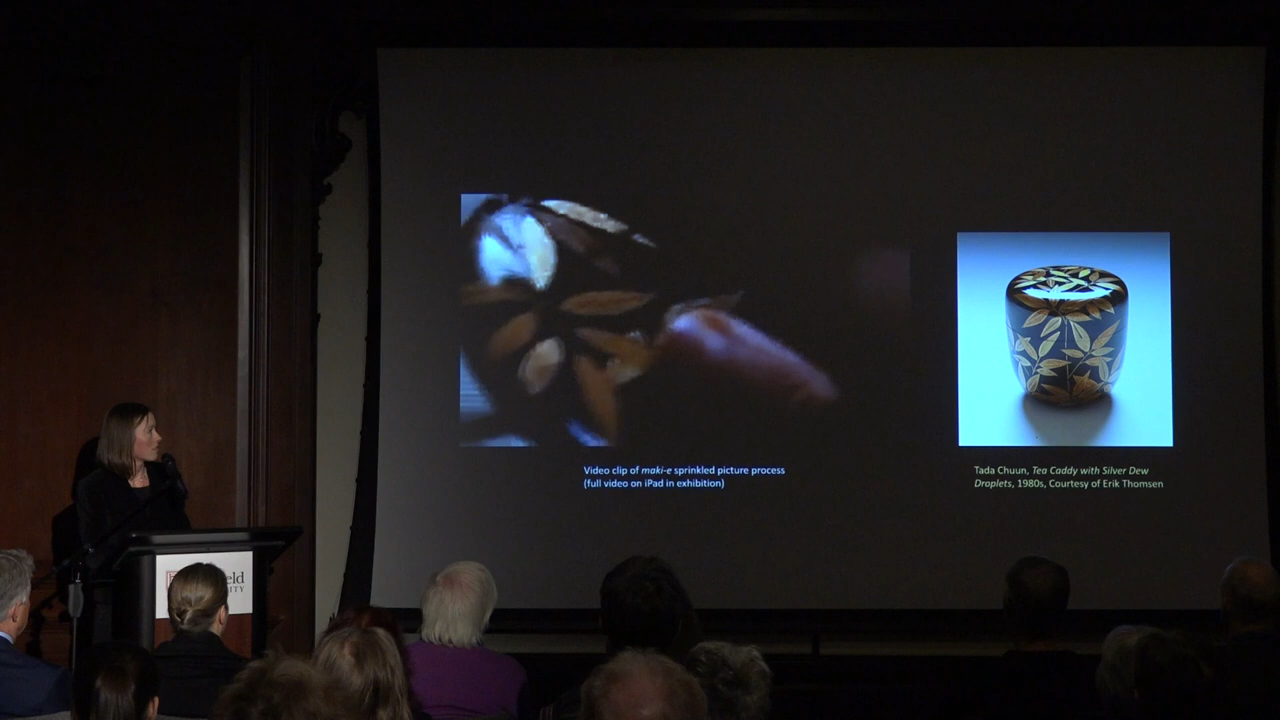 Video clip of maki-e sprinkled picture process
(full video on iPad in exhibition)
Tada Chuun, Tea Caddy with Silver Dew
Droplets, 1980s, Courtesy of Erik Thomsen